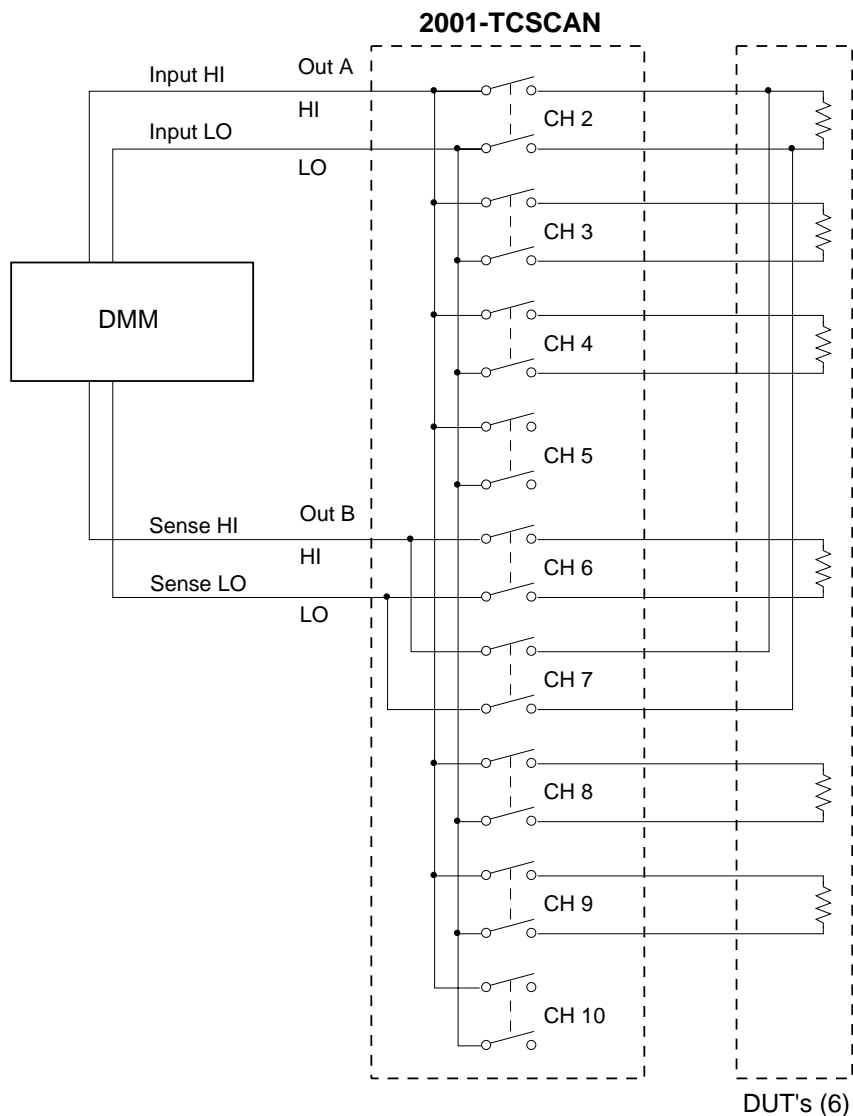 2001-TCSCAN
Input HI
Out A
HI
CH 2
Input LO
LO
CH 3
DMM
CH 4
CH 5
Sense HI
Out B
HI
CH 6
Sense LO
LO
CH 7
CH 8
CH 9
CH 10
DUT's (6)